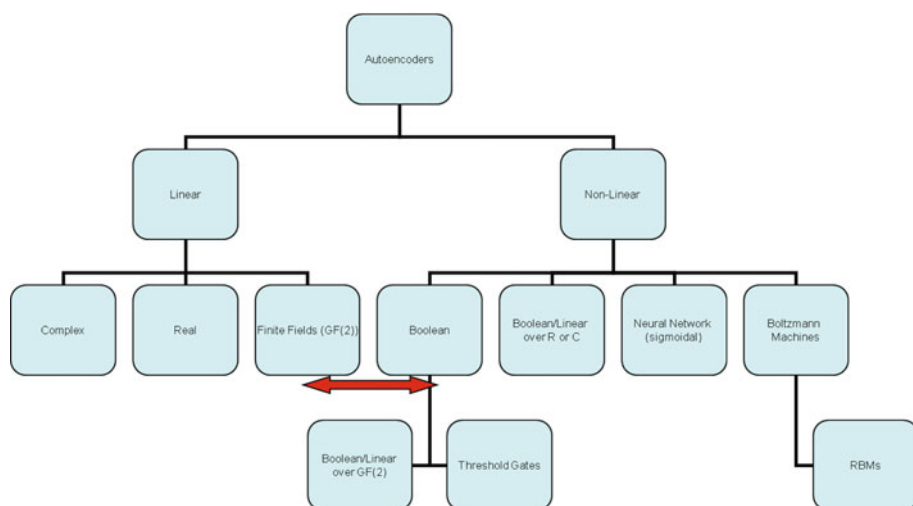 Autoencoders
Linear
Non-Linear
Complex
Real
Finite Fields (GF(2))
Boolean
Boolean/Linear
over R or C
Neural Network
(sigmoidal)
Boltzmann
Machines
Boolean/Linear
over GF(2)
Threshold Gates
RBMs